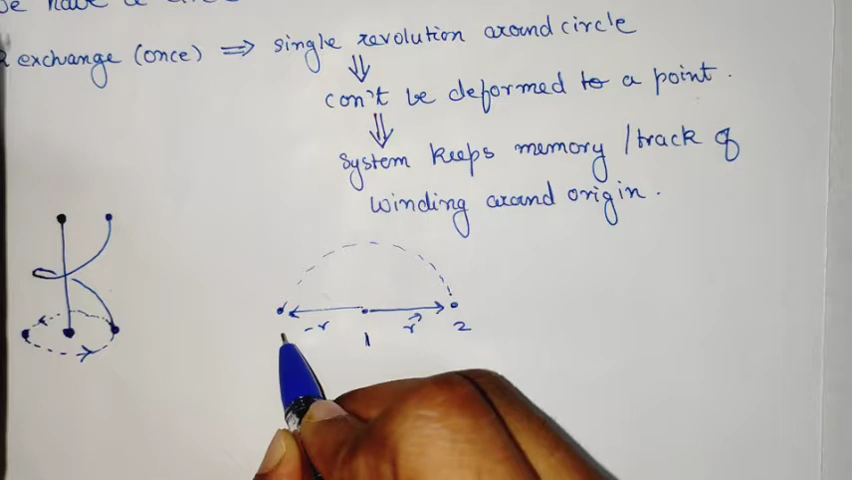 exchange (once) ⇒ single revolution around circle
⇓
con't be deformed to a point.
⇓
system keeps memory / track of
winding around origin.
-r
r⃗
1
2